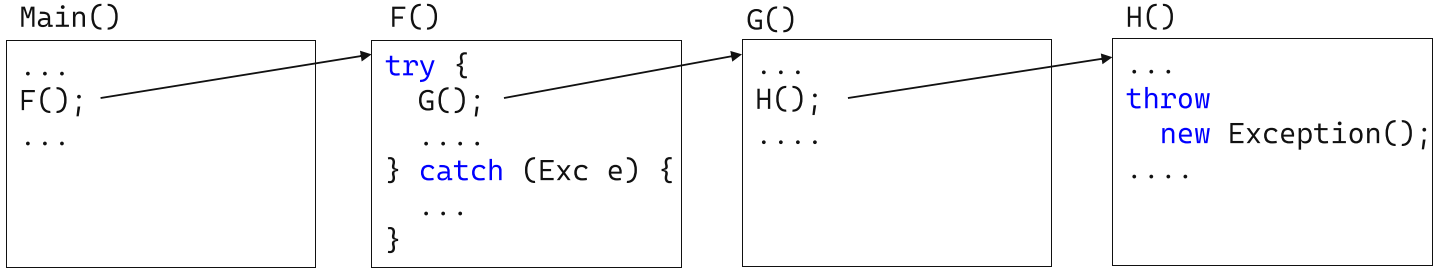 Main()
...
F();
...
F()
try {
  G();
  ....
} catch (Exc e) {
  ...
}
G()
...
H();
....
H()
...
throw
  new Exception();
....